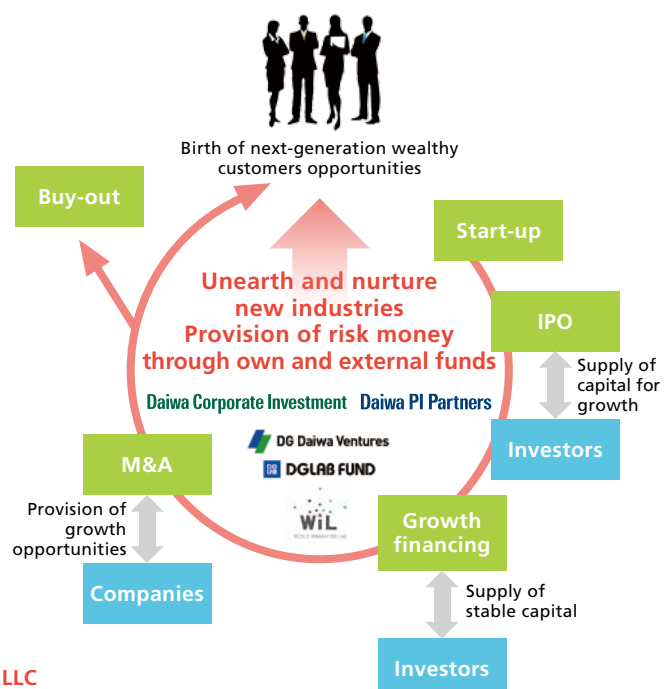 Birth of next-generation wealthy
customers opportunities
Buy-out
Start-up
Unearth and nurture
new industries
Provision of risk money
through own and external funds
IPO
Supply of
capital for
growth
Investors
Daiwa Corporate Investment Daiwa PI Partners
DG Daiwa Ventures
DGLAB FUND
WiL
M&A
Provision of
growth
opportunities
Companies
Growth
financing
Supply of
stable capital
Investors
LLC